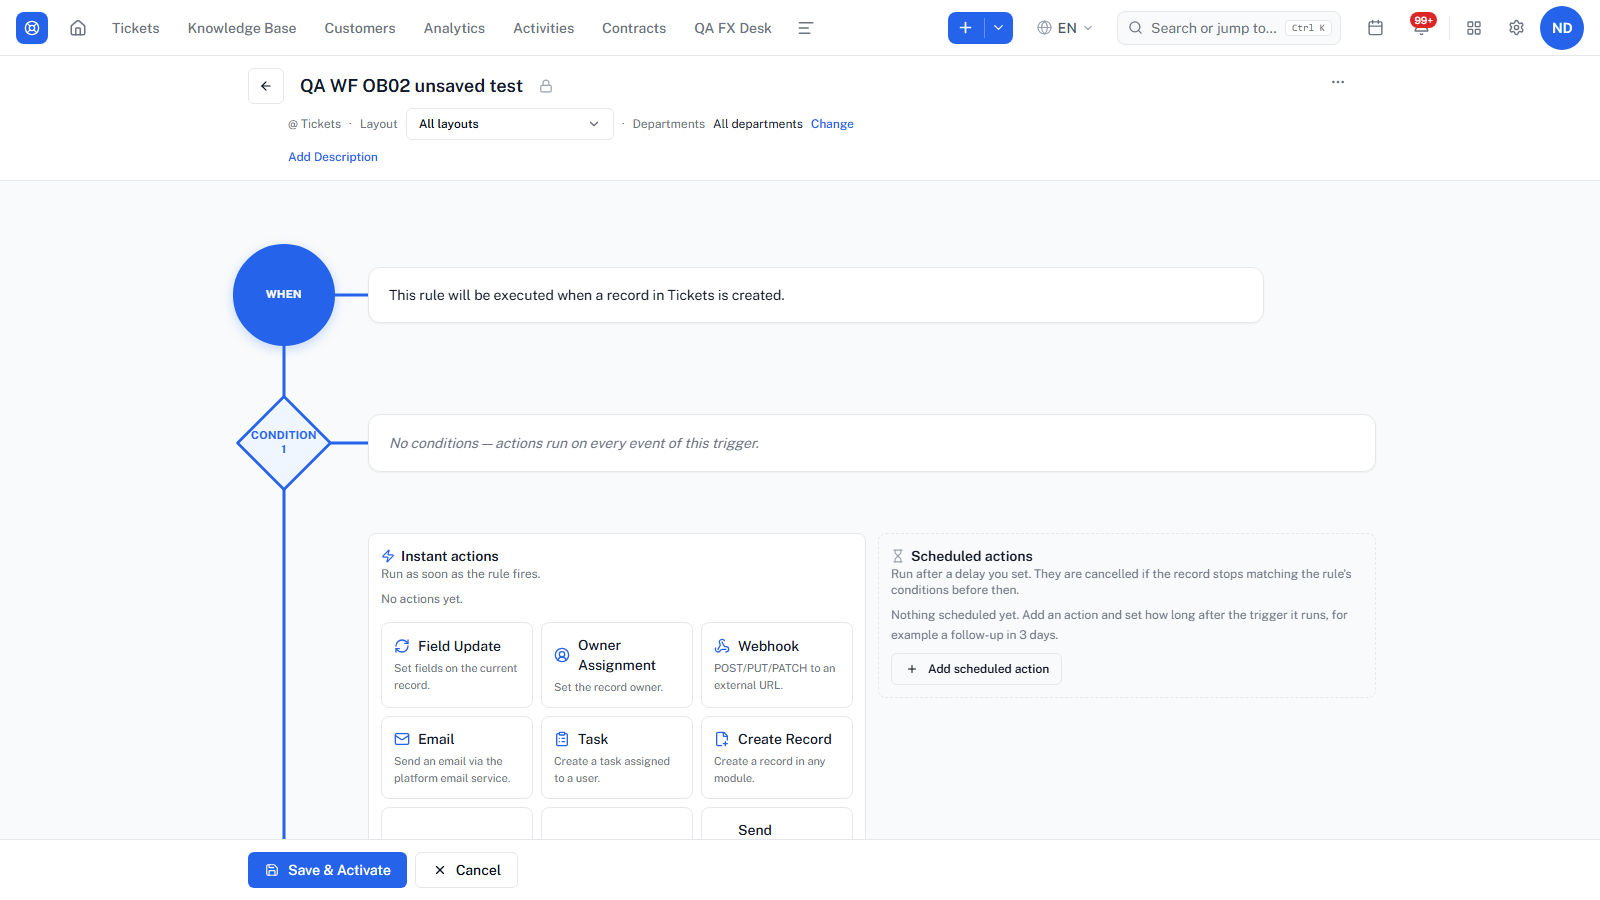 Tickets
Knowledge Base
Customers
Analytics
Activities
Contracts
QA FX Desk
EN
Search or jump to...
Ctrl K
99+
ND
QA WF OB02 unsaved test
@ Tickets · Layout
All layouts
· Departments All departments Change
Add Description
WHEN
This rule will be executed when a record in Tickets is created.
CONDITION
1
No conditions — actions run on every event of this trigger.
Instant actions
Run as soon as the rule fires.
No actions yet.
Field Update
Set fields on the current
record.
Owner
Assignment
Set the record owner.
Webhook
POST/PUT/PATCH to an
external URL.
Email
Send an email via the
platform email service.
Task
Create a task assigned
to a user.
Create Record
Create a record in any
module.
Send
Scheduled actions
Run after a delay you set. They are cancelled if the record stops matching the rule's
conditions before then.
Nothing scheduled yet. Add an action and set how long after the trigger it runs, for
example a follow-up in 3 days.
Add scheduled action
Save & Activate
Cancel